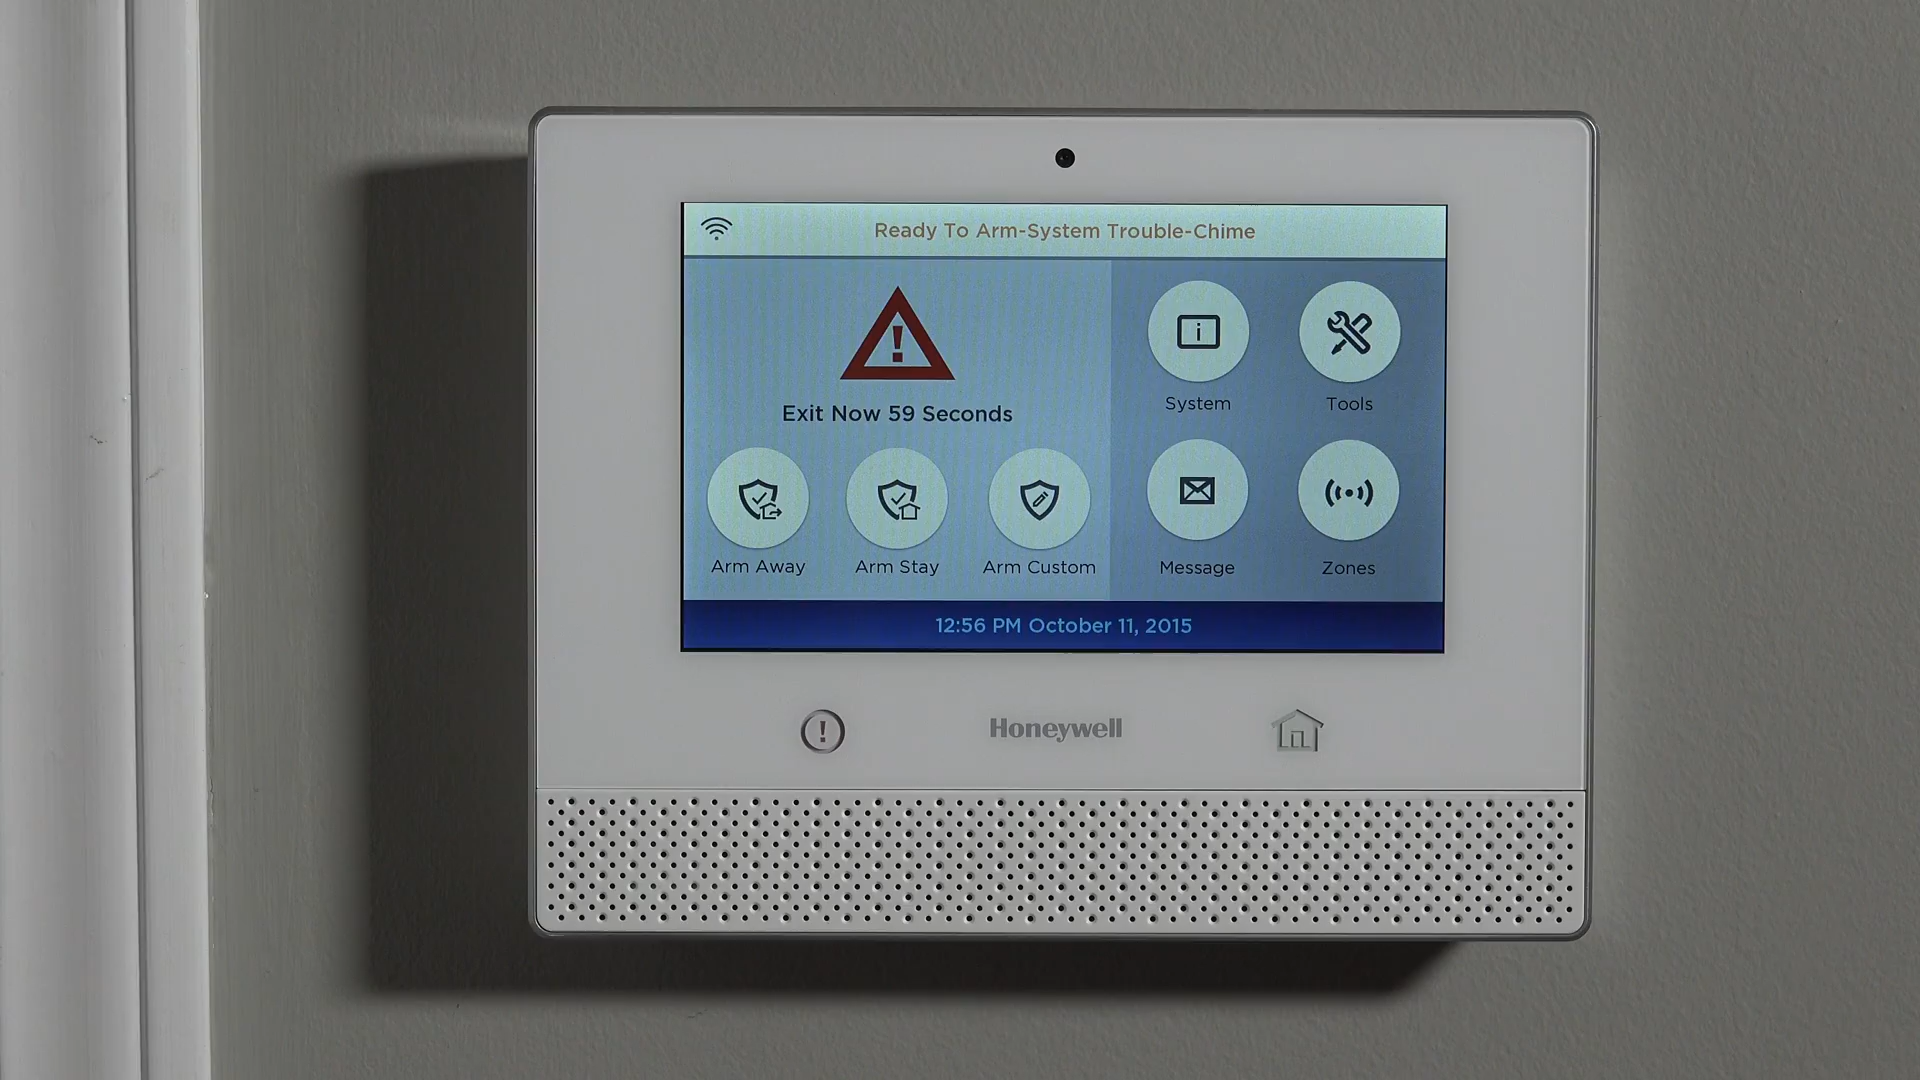 Ready To Arm-System Trouble-Chime
Exit Now 59 Seconds
System
Tools
Arm Away
Arm Stay
Arm Custom
Message
Zones
12:56 PM October 11, 2015
Honeywell